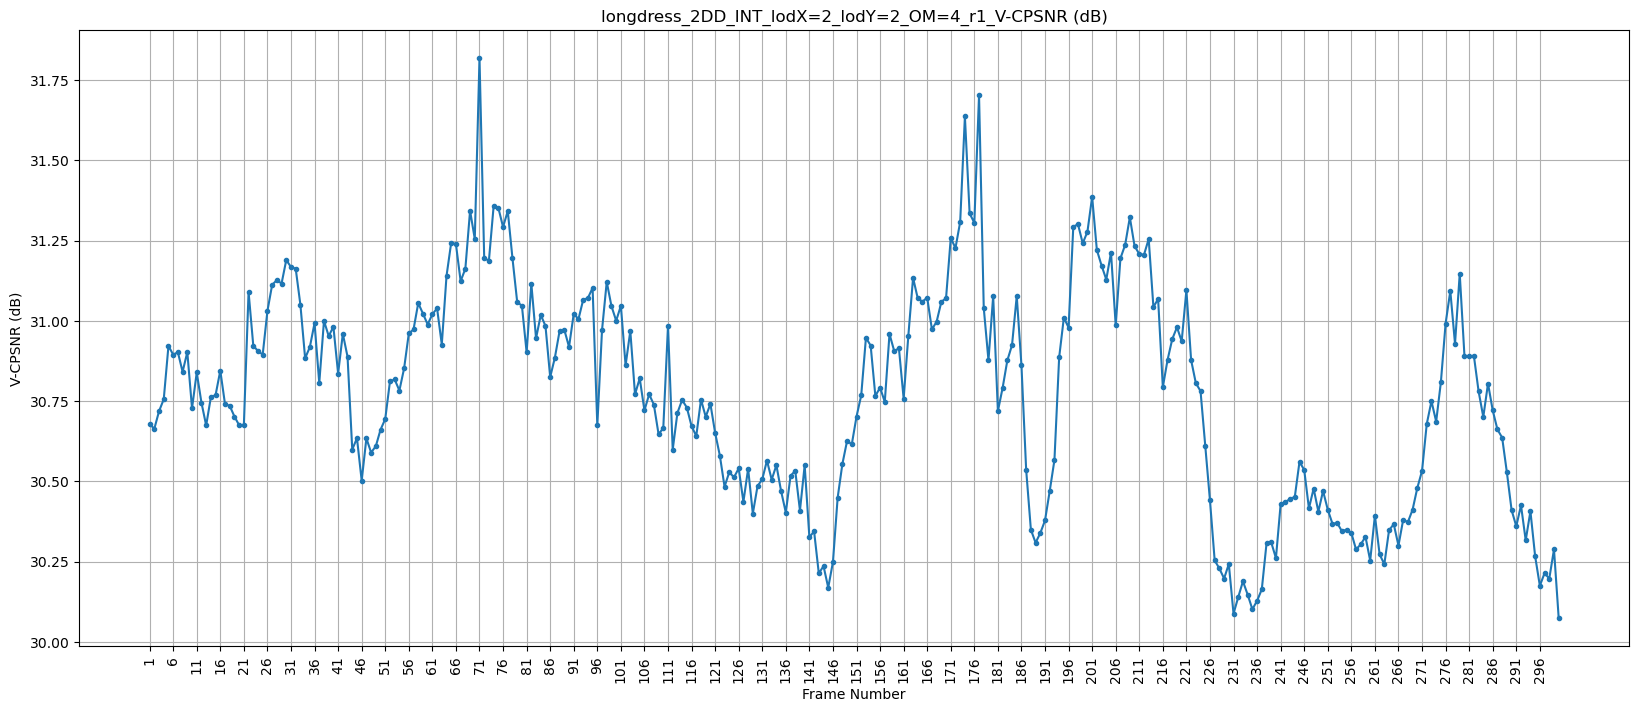 longdress_2DD_INT_lodX=2_lodY=2_OM=4_r1_V-CPSNR (dB)
V-CPSNR (dB)
31.75
31.50
31.25
31.00
30.75
30.50
30.25
30.00
1 6 11 16 21 26 31 36 41 46 51 56 61 66 71 76 81 86 91 96 101 106 111 116 121 126 131 136 141 146 151 156 161 166 171 176 181 186 191 196 201 206 211 216 221 226 231 236 241 246 251 256 261 266 271 276 281 286 291 296
Frame Number